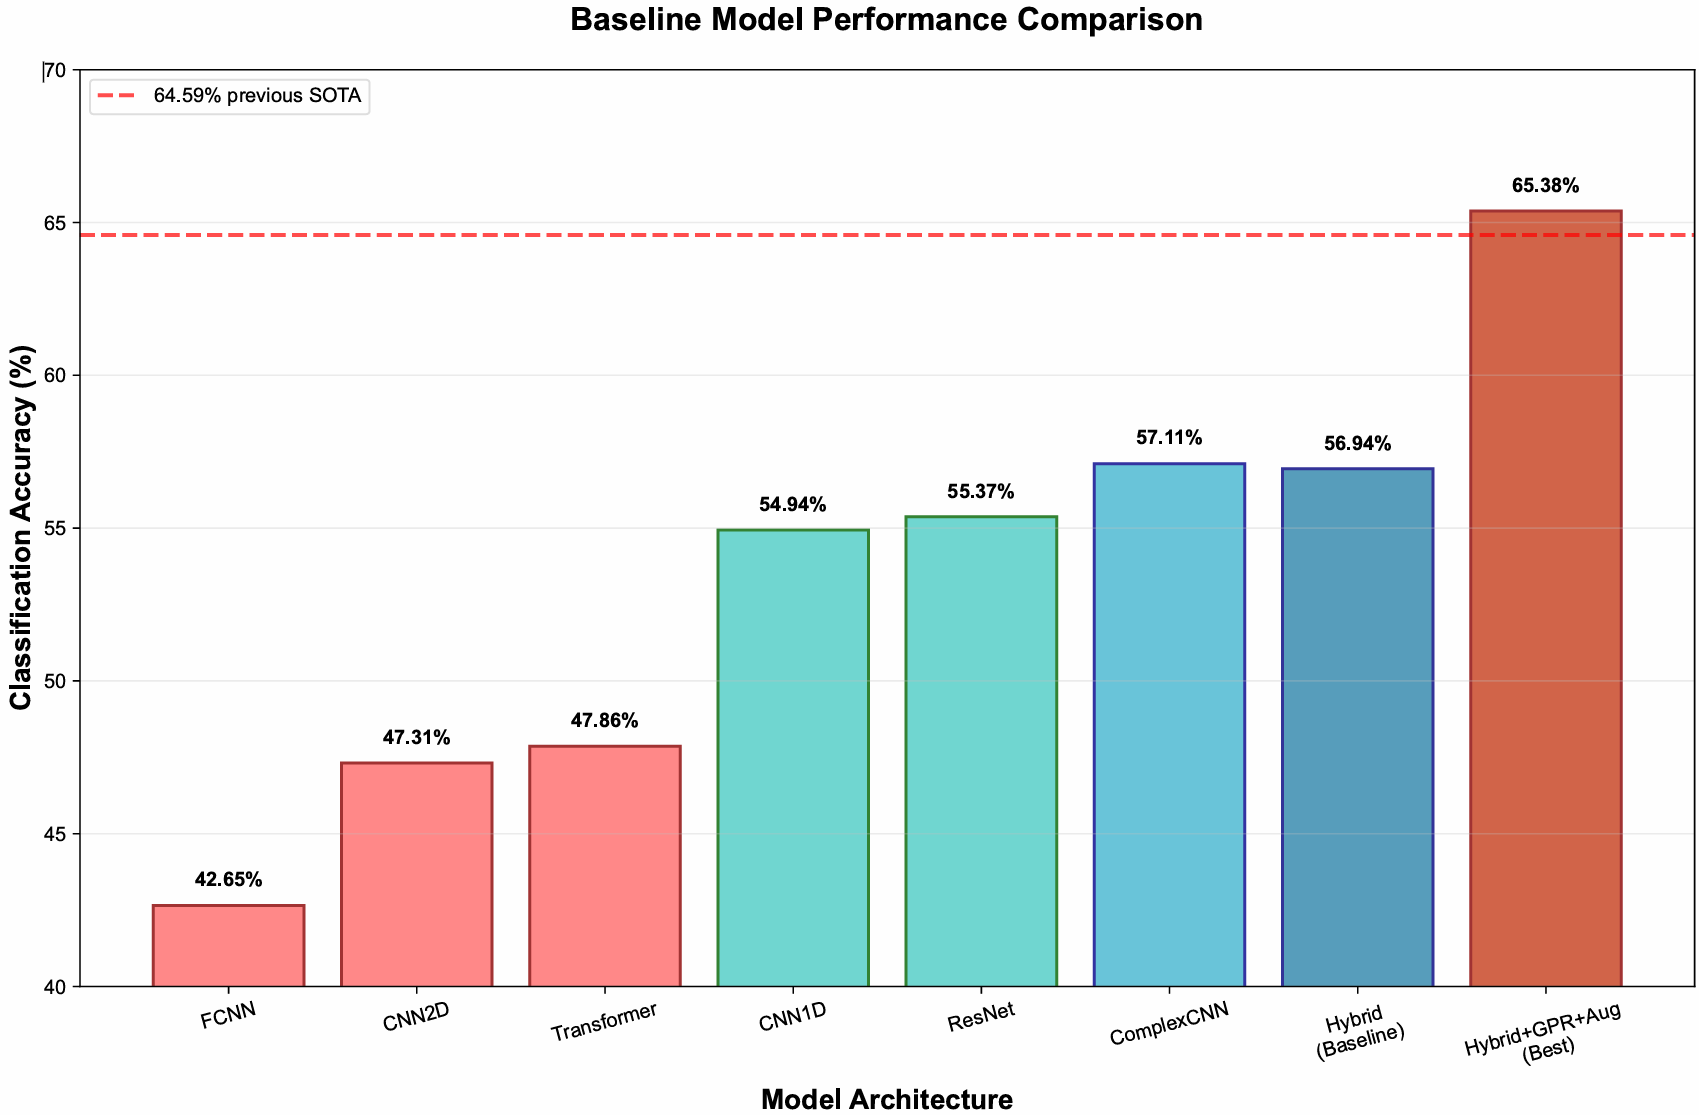 Baseline Model Performance Comparison
64.59% previous SOTA
Classification Accuracy (%)
70
65
60
55
50
45
40
42.65%
47.31%
47.86%
54.94%
55.37%
57.11%
56.94%
65.38%
FCNN
CNN2D
Transformer
CNN1D
ResNet
ComplexCNN
Hybrid
(Baseline)
Hybrid+GPR+Aug
(Best)
Model Architecture